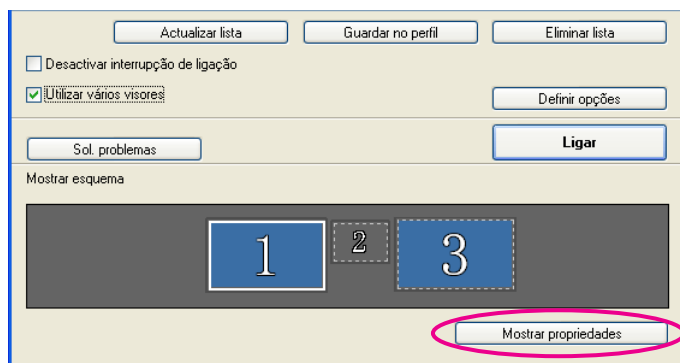 Actualizar lista Guardar no perfil Eliminar lista
Desactivar interrupção de ligação
Utilizar vários visores
Definir opções
Ligar
Sol. problemas
Mostrar esquema
1 2 3
Mostrar propriedades